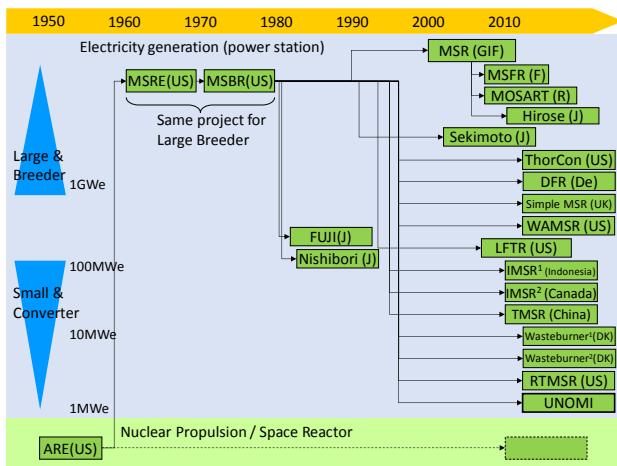 1950 1960 1970 1980 1990 2000 2010
Electricity generation (power station)
MSR (GIF)
MSRE(US) MSBR(US)
MSFR (F)
MOSART (R)
Hirose (J)
Same project for
Large Breeder
Sekimoto (J)
Large &
Breeder
ThorCon (US)
1GWe
DFR (De)
Simple MSR (UK)
WAMSR (US)
FUJI(J)
LFTR (US)
Nishibori (J)
100MWe
IMSR¹ (Indonesia)
Small &
Converter
IMSR² (Canada)
TMSR (China)
10MWe
Wasteburner¹(DK)
Wasteburner²(DK)
RTMSR (US)
1MWe
UNOMI
Nuclear Propulsion / Space Reactor
ARE(US)